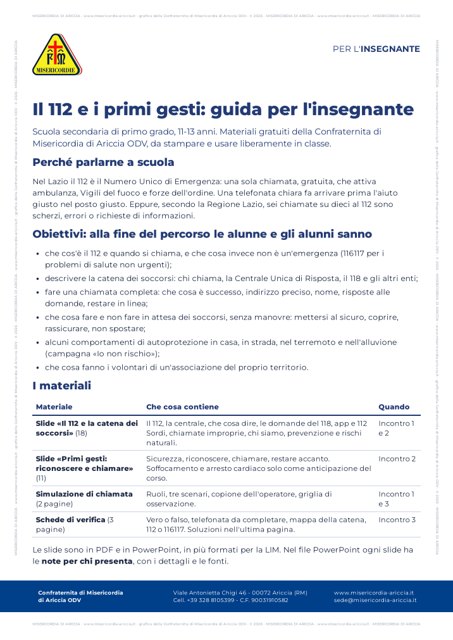 MISERICORDIE
PER L'INSEGNANTE
Il 112 e i primi gesti: guida per l'insegnante
Scuola secondaria di primo grado, 11-13 anni. Materiali gratuiti della Confraternita di
Misericordia di Ariccia ODV, da stampare e usare liberamente in classe.
Perché parlarne a scuola
Nel Lazio il 112 è il Numero Unico di Emergenza: una sola chiamata, gratuita, che attiva
ambulanza, Vigili del fuoco e forze dell'ordine. Una telefonata chiara fa arrivare prima l'aiuto
giusto nel posto giusto. Eppure, secondo la Regione Lazio, sei chiamate su dieci al 112 sono
scherzi, errori o richieste di informazioni.
Obiettivi: alla fine del percorso le alunne e gli alunni sanno
• che cos'è il 112 e quando si chiama, e che cosa invece non è un'emergenza (116117 per i
problemi di salute non urgenti);
• descrivere la catena dei soccorsi: chi chiama, la Centrale Unica di Risposta, il 118 e gli altri enti;
• fare una chiamata completa: che cosa è successo, indirizzo preciso, nome, risposte alle
domande, restare in linea;
• che cosa fare e non fare in attesa dei soccorsi, senza manovre: mettersi al sicuro, coprire,
rassicurare, non spostare;
• alcuni comportamenti di autoprotezione in casa, in strada, nel terremoto e nell'alluvione
(campagna «Io non rischio»);
• che cosa fanno i volontari di un'associazione del proprio territorio.
I materiali
Materiale Che cosa contiene Quando
Slide «Il 112 e la catena dei Il 112, la centrale, che cosa dire, le domande del 118, app e 112 Incontro 1
soccorsi» (18) Sordi, chiamate improprie, chi siamo, prevenzione e rischi e 2
naturali.
Slide «Primi gesti: Sicurezza, riconoscere, chiamare, restare accanto. Incontro 2
riconoscere e chiamare» Soffocamento e arresto cardiaco solo come anticipazione del
(11) corso.
Simulazione di chiamata Ruoli, tre scenari, copione dell'operatore, griglia di Incontro 1
(2 pagine) osservazione. e 3
Schede di verifica (3 Vero o falso, telefonata da completare, mappa della catena, Incontro 3
pagine) 112 o 116117. Soluzioni nell'ultima pagina.
Le slide sono in PDF e in PowerPoint, in più formati per la LIM. Nel file PowerPoint ogni slide ha
le note per chi presenta, con i dettagli e le fonti.
Confraternita di Misericordia Viale Antonietta Chigi 46 - 00072 Ariccia (RM) www.misericordia-ariccia.it
di Ariccia ODV Cell. +39 328 8105399 - C.F. 90031910582 sede@misericordia-ariccia.it